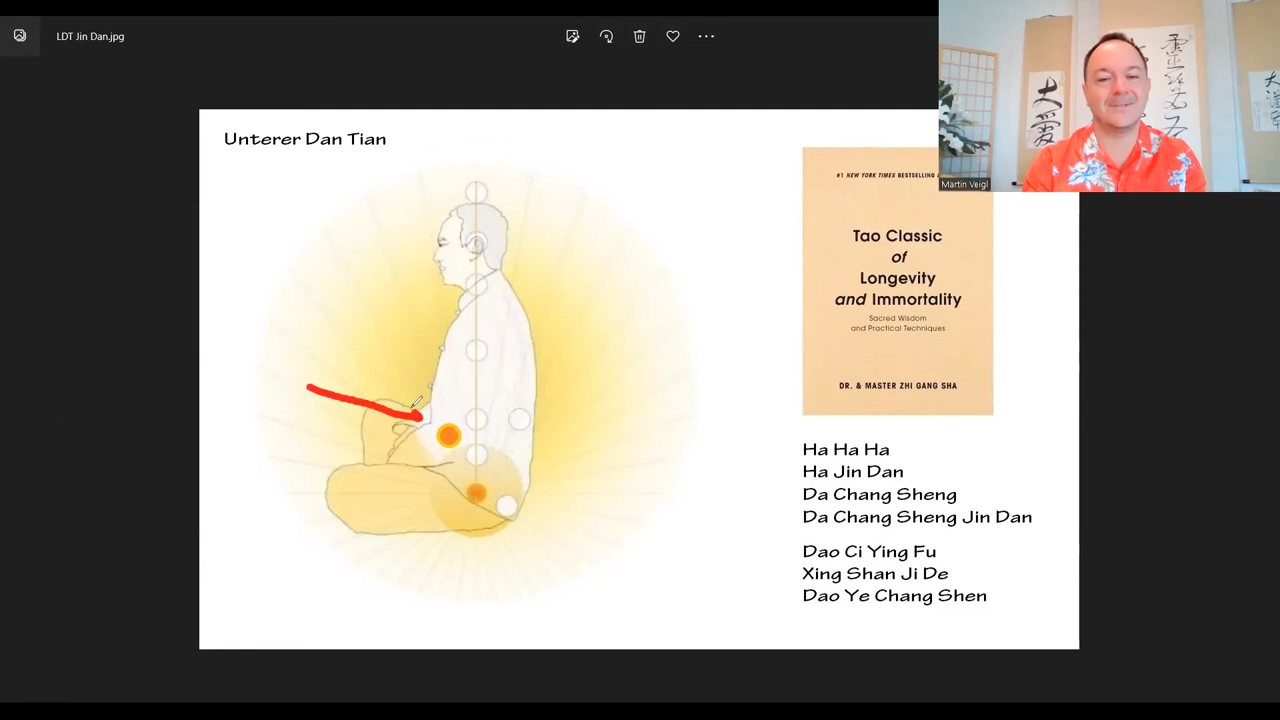 LDT Jin Dan.jpg
Unterer Dan Tian
#1 NEW YORK TIMES BESTSELLING
Tao Classic
of
Longevity
and Immortality
Sacred Wisdom
and Practical Techniques
DR. & MASTER ZHI GANG SHA
Martin Veigl
大愛
Ha Ha Ha
Ha Jin Dan
Da Chang Sheng
Da Chang Sheng Jin Dan
Dao Ci Ying Fu
Xing Shan Ji De
Dao Ye Chang Shen